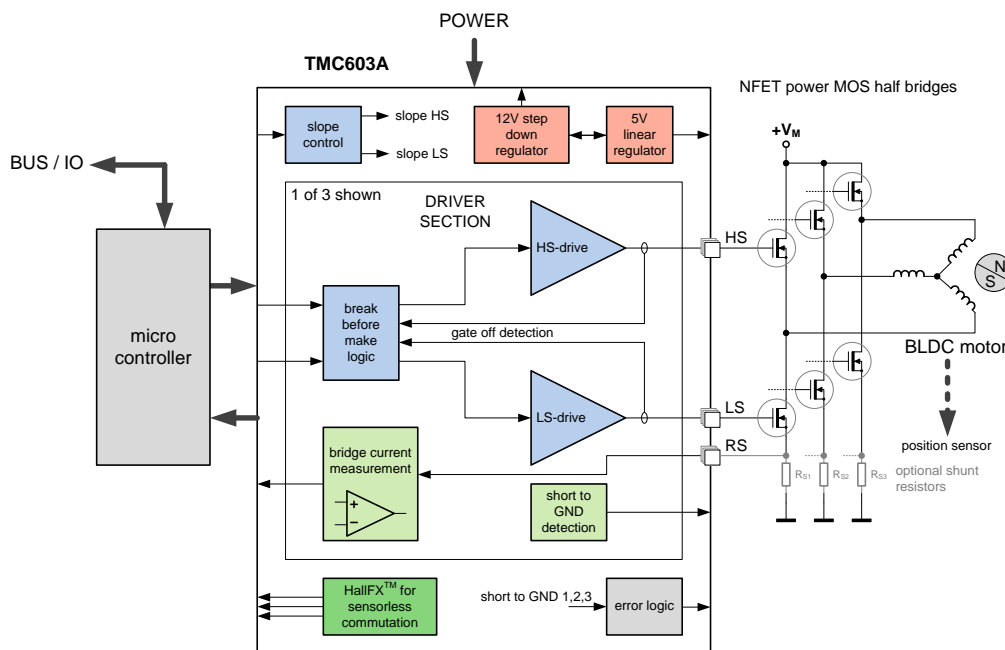 POWER
TMC603A
NFET power MOS half bridges
slope
control
slope HS
slope LS
12V step
down
regulator
5V
linear
regulator
+VM
BUS / IO
1 of 3 shown
DRIVER
SECTION
HS-drive
HS
N
S
micro
controller
break
before
make
logic
gate off detection
BLDC motor
LS-drive
LS
RS
position sensor
bridge current
measurement
+
−
short to
GND
detection
RS1
RS2
RS3
optional shunt
resistors
HallFX™ for
sensorless
commutation
short to GND 1,2,3
error logic